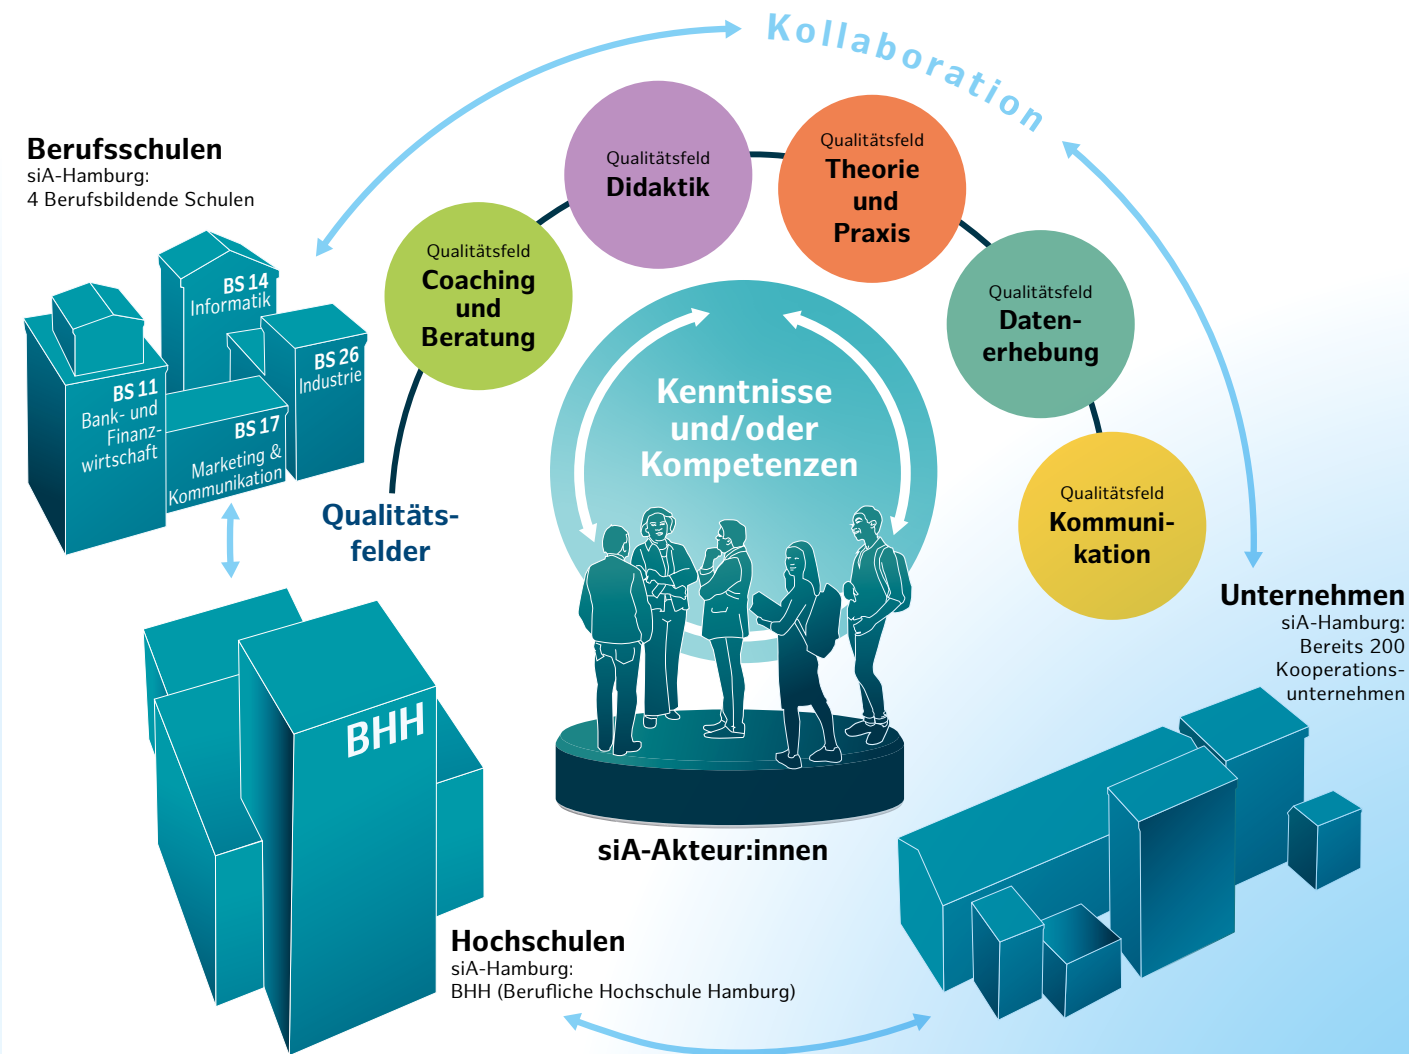 Kollaboration
Berufsschulen
siA-Hamburg:
4 Berufsbildende Schulen
BS 14
Informatik
BS 26
Industrie
BS 11
Bank- und
Finanz-
wirtschaft
BS 17
Marketing &
Kommunikation
Qualitäts-
felder
Qualitätsfeld
Coaching
und
Beratung
Qualitätsfeld
Didaktik
Qualitätsfeld
Theorie
und
Praxis
Qualitätsfeld
Daten-
erhebung
Qualitätsfeld
Kommuni-
kation
Kenntnisse
und/oder
Kompetenzen
siA-Akteur:innen
Unternehmen
siA-Hamburg:
Bereits 200
Kooperations-
unternehmen
BHH
Hochschulen
siA-Hamburg:
BHH (Berufliche Hochschule Hamburg)